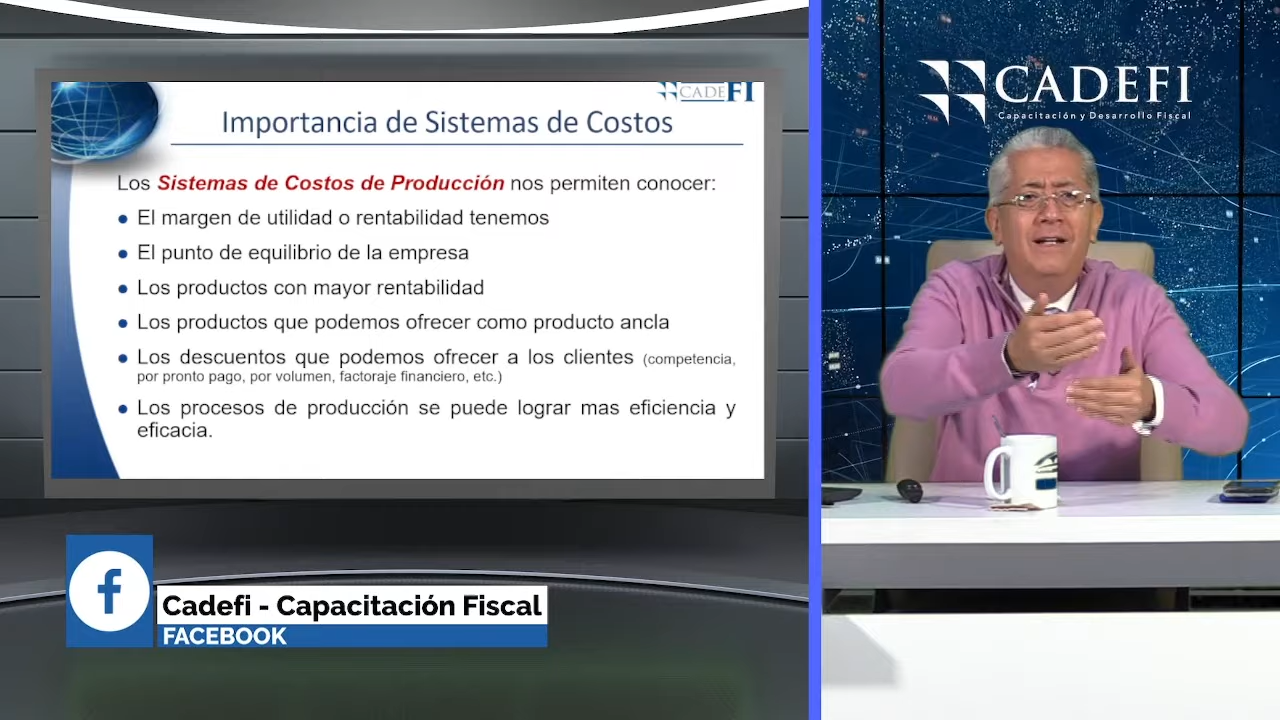 CADEFI
Importancia de Sistemas de Costos
Los Sistemas de Costos de Producción nos permiten conocer:
• El margen de utilidad o rentabilidad tenemos
• El punto de equilibrio de la empresa
• Los productos con mayor rentabilidad
• Los productos que podemos ofrecer como producto ancla
• Los descuentos que podemos ofrecer a los clientes (competencia,
por pronto pago, por volumen, factoraje financiero, etc.)
• Los procesos de producción se puede lograr mas eficiencia y
eficacia.
Cadefi - Capacitación Fiscal
FACEBOOK
CADEFI
Capacitación y Desarrollo Fiscal